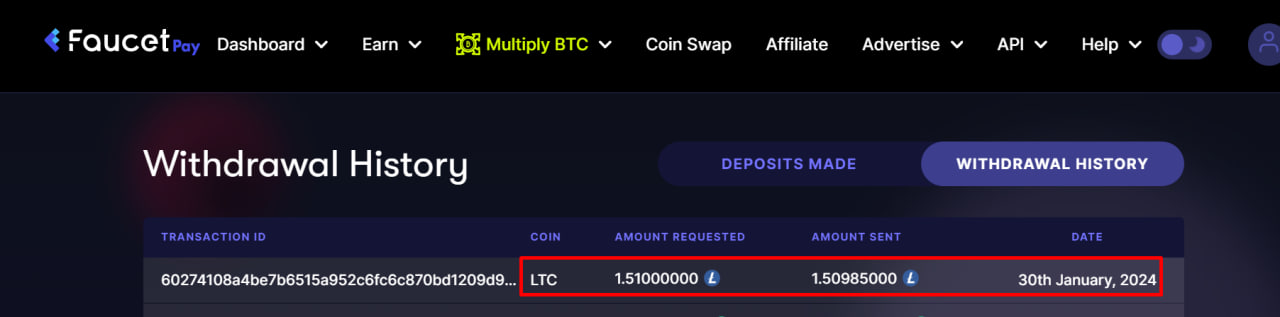 Faucet Pay Dashboard Earn Multiply BTC Coin Swap Affiliate Advertise API Help
Withdrawal History DEPOSITS MADE WITHDRAWAL HISTORY
TRANSACTION ID COIN AMOUNT REQUESTED AMOUNT SENT DATE
60274108a4be7b6515a952c6fc6c870bd1209d9... LTC 1.51000000 1.50985000 30th January, 2024